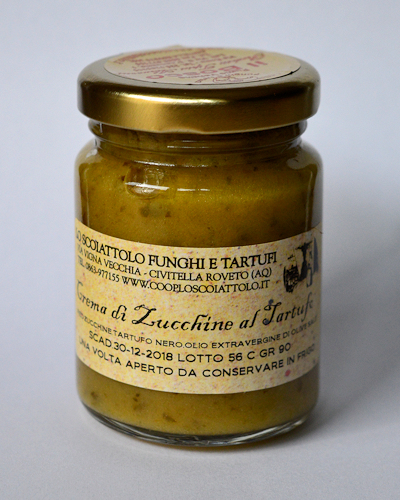 LO SCOIATTOLO FUNGHI E TARTUFI
VIGNA VECCHIA - CIVITELLA ROVETO (AQ)
TEL. 0863-977155 WWW.COOPLOSCOIATTOLO.IT
Crema di Zucchine al Tartufo
ZUCCHINE, TARTUFO NERO, OLIO EXTRAVERGINE DI OLIVA
SCAD.30-12-2018 LOTTO 56 C GR 90
UNA VOLTA APERTO DA CONSERVARE IN FRIGO